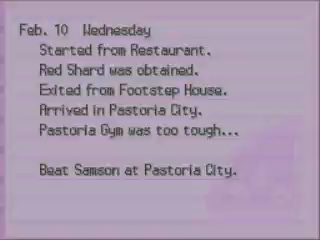 Feb. 10 Wednesday
Started from Restaurant.
Red Shard was obtained.
Exited from Footstep House.
Arrived in Pastoria City.
Pastoria Gym was too tough...
Beat Samson at Pastoria City.